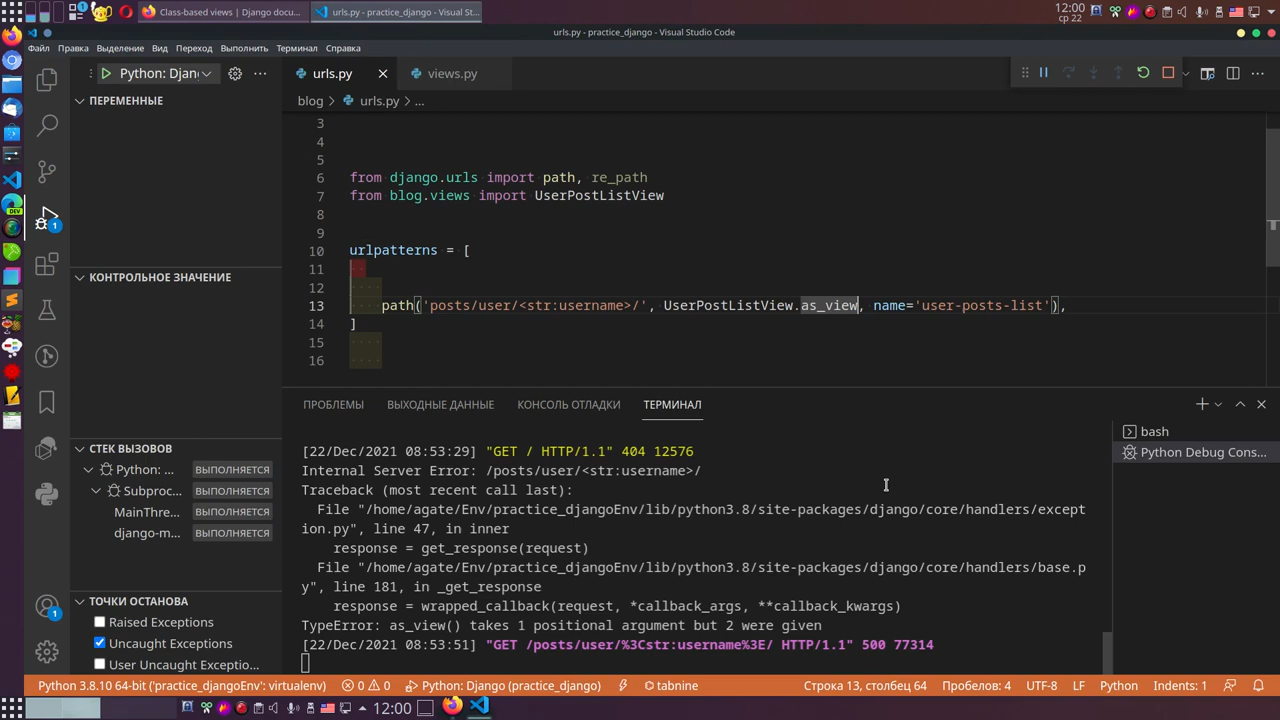 Class-based views | Django docu...
urls.py - practice_django - Visual St...
12:00
ср 22
urls.py - practice_django - Visual Studio Code
Файл Правка Выделение Вид Переход Выполнить Терминал Справка
Python: Djan
...
urls.py
views.py
ПЕРЕМЕННЫЕ
blog > urls.py > ...
3
4
5
6 from django.urls import path, re_path
7 from blog.views import UserPostListView
8
9
10 urlpatterns = [
11
12
13 path('posts/user/<str:username>/', UserPostListView.as_view, name='user-posts-list'),
14 ]
15
16
КОНТРОЛЬНОЕ ЗНАЧЕНИЕ
ПРОБЛЕМЫ ВЫХОДНЫЕ ДАННЫЕ КОНСОЛЬ ОТЛАДКИ ТЕРМИНАЛ
bash
Python Debug Cons...
[22/Dec/2021 08:53:29] "GET / HTTP/1.1" 404 12576
Internal Server Error: /posts/user/<str:username>/
Traceback (most recent call last):
File "/home/agate/Env/practice_djangoEnv/lib/python3.8/site-packages/django/core/handlers/except
ion.py", line 47, in inner
response = get_response(request)
File "/home/agate/Env/practice_djangoEnv/lib/python3.8/site-packages/django/core/handlers/base.p
y", line 181, in _get_response
response = wrapped_callback(request, *callback_args, **callback_kwargs)
TypeError: as_view() takes 1 positional argument but 2 were given
[22/Dec/2021 08:53:51] "GET /posts/user/%3Cstr:username%3E/ HTTP/1.1" 500 77314
СТЕК ВЫЗОВОВ
Python: ... ВЫПОЛНЯЕТСЯ
Subproc... ВЫПОЛНЯЕТСЯ
MainThre... ВЫПОЛНЯЕТСЯ
django-m... ВЫПОЛНЯЕТСЯ
ТОЧКИ ОСТАНОВА
Raised Exceptions
Uncaught Exceptions
User Uncaught Exceptio...
DEV
1
1
Python 3.8.10 64-bit ('practice_djangoEnv': virtualenv) 0 0 Python: Django (practice_django) tabnine Строка 13, столбец 64 Пробелов: 4 UTF-8 LF Python Indents: 1
12:00